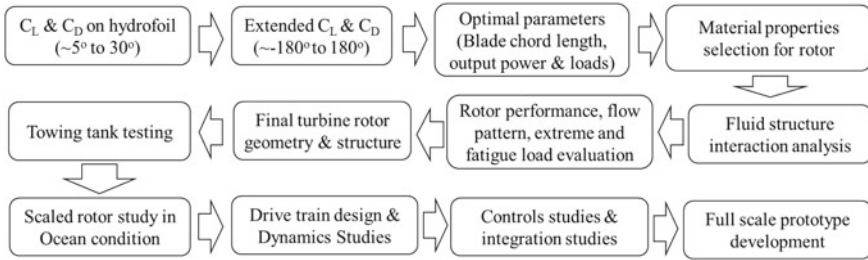 C_L & C_D on hydrofoil
(~5° to 30°)
Extended C_L & C_D
(~-180° to 180°)
Optimal parameters
(Blade chord length,
output power & loads)
Material properties
selection for rotor
Towing tank testing
Final turbine rotor
geometry & structure
Rotor performance, flow
pattern, extreme and
fatigue load evaluation
Fluid structure
interaction analysis
Scaled rotor study in
Ocean condition
Drive train design &
Dynamics Studies
Controls studies &
integration studies
Full scale prototype
development